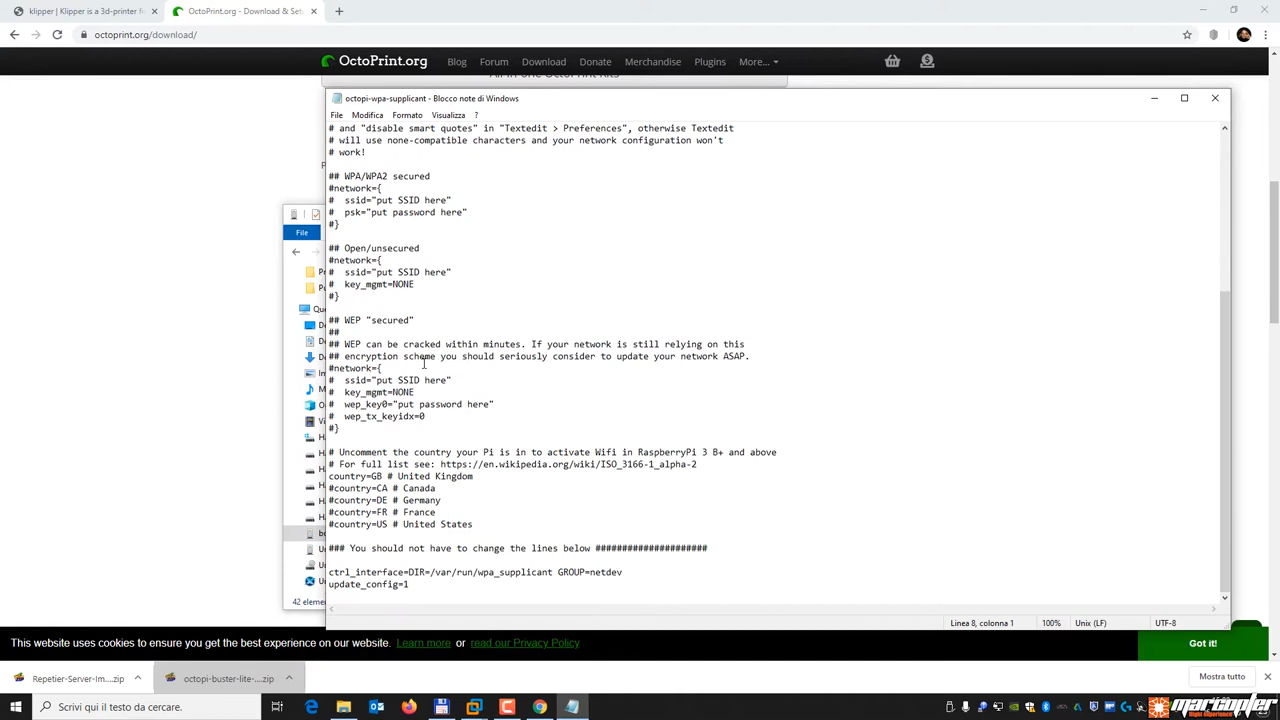 klipper | Klipper is a 3d-printer fi
OctoPrint.org - Download & Set
octoprint.org/download/
OctoPrint.org
Blog
Forum
Download
Donate
Merchandise
Plugins
More...
octopi-wpa-supplicant - Blocco note di Windows
File
Modifica
Formato
Visualizza
?
# and "disable smart quotes" in "Textedit > Preferences", otherwise Textedit
# will use none-compatible characters and your network configuration won't
# work!
## WPA/WPA2 secured
#network={
#  ssid="put SSID here"
#  psk="put password here"
#}
## Open/unsecured
#network={
#  ssid="put SSID here"
#  key_mgmt=NONE
#}
## WEP "secured"
##
## WEP can be cracked within minutes. If your network is still relying on this
## encryption scheme you should seriously consider to update your network ASAP.
#network={
#  ssid="put SSID here"
#  key_mgmt=NONE
#  wep_key0="put password here"
#  wep_tx_keyidx=0
#}
# Uncomment the country your Pi is in to activate Wifi in RaspberryPi 3 B+ and above
# For full list see: https://en.wikipedia.org/wiki/ISO_3166-1_alpha-2
country=GB # United Kingdom
#country=CA # Canada
#country=DE # Germany
#country=FR # France
#country=US # United States
### You should not have to change the lines below #####################
ctrl_interface=DIR=/var/run/wpa_supplicant GROUP=netdev
update_config=1
File
42 eleme
Linea 8, colonna 1
100%
Unix (LF)
UTF-8
This website uses cookies to ensure you get the best experience on our website. Learn more or read our Privacy Policy
Got it!
Repetier-Server-Im....zip
octopi-buster-lite-....zip
Mostra tutto
Scrivi qui il testo da cercare.
marcopter